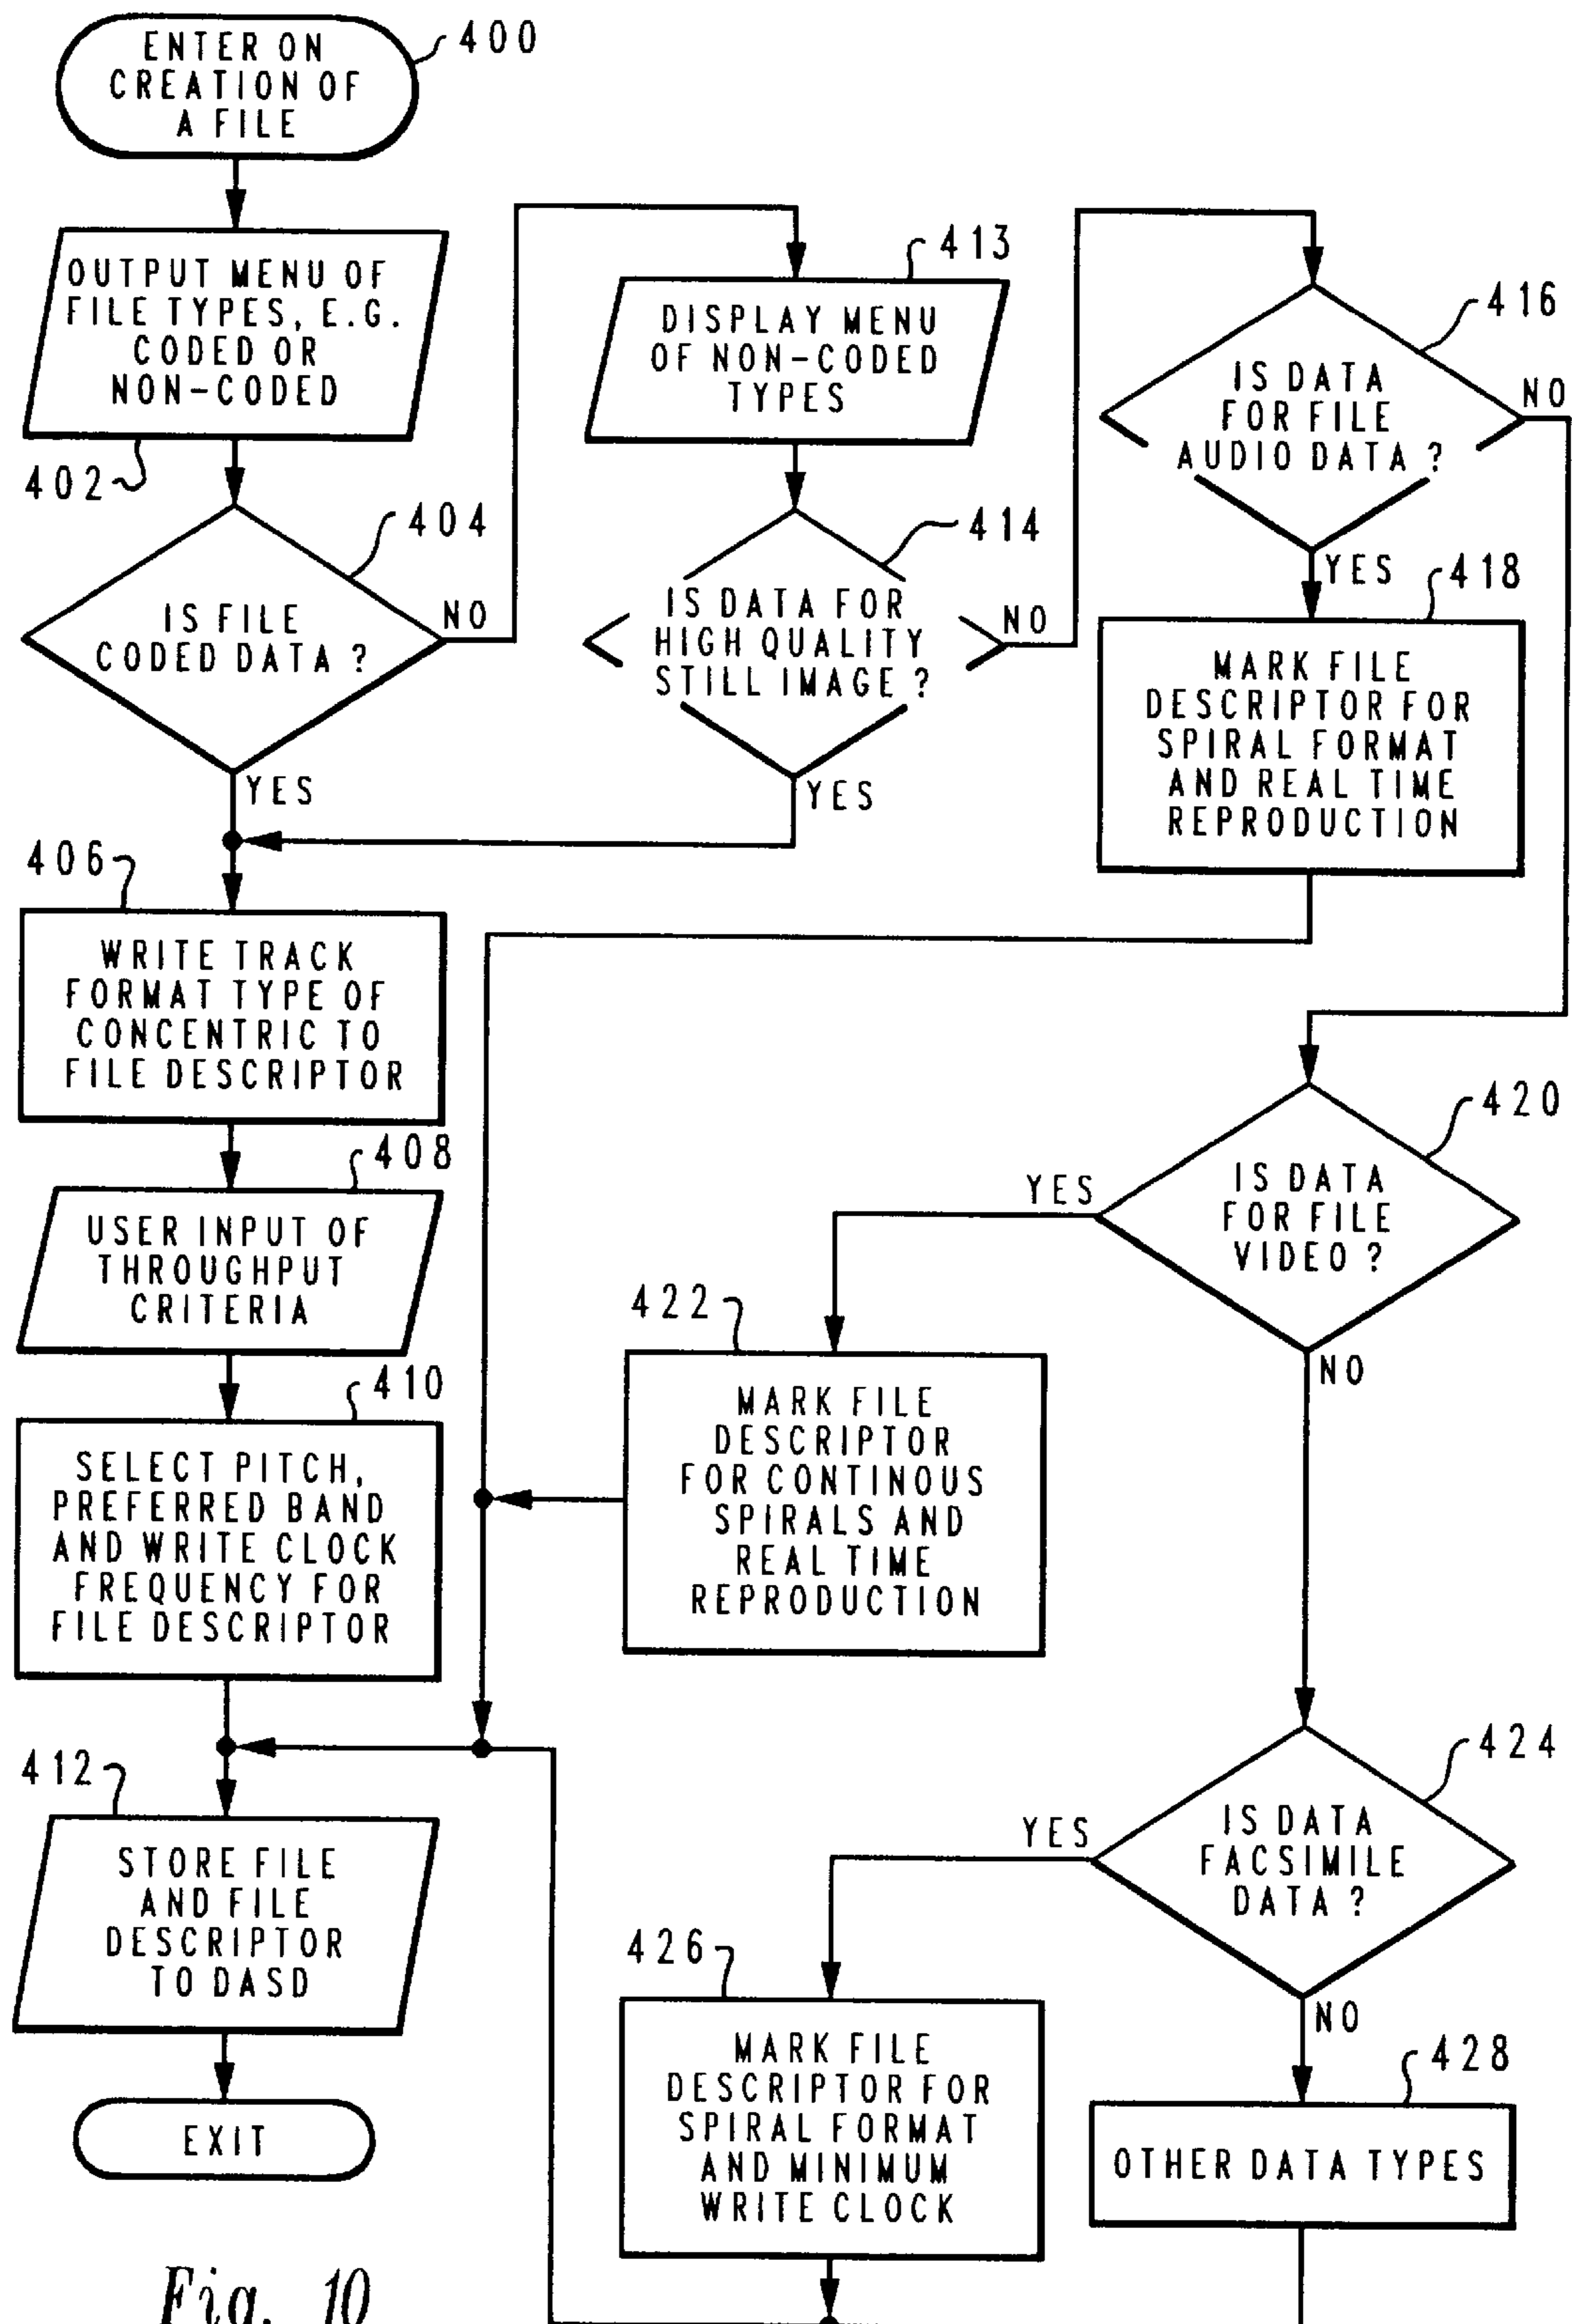 400
ENTER ON
CREATION OF
A FILE
OUTPUT MENU OF
FILE TYPES, E.G.
CODED OR
NON-CODED
402
404
IS FILE
CODED DATA ?
NO
YES
413
DISPLAY MENU
OF NON-CODED
TYPES
414
IS DATA FOR
HIGH QUALITY
STILL IMAGE ?
NO
YES
416
IS DATA
FOR FILE
AUDIO DATA ?
NO
YES
418
MARK FILE
DESCRIPTOR FOR
SPIRAL FORMAT
AND REAL TIME
REPRODUCTION
406
WRITE TRACK
FORMAT TYPE OF
CONCENTRIC TO
FILE DESCRIPTOR
408
USER INPUT OF
THROUGHPUT
CRITERIA
410
SELECT PITCH,
PREFERRED BAND
AND WRITE CLOCK
FREQUENCY FOR
FILE DESCRIPTOR
412
STORE FILE
AND FILE
DESCRIPTOR
TO DASD
EXIT
420
IS DATA
FOR FILE
VIDEO ?
YES
NO
422
MARK FILE
DESCRIPTOR
FOR CONTINOUS
SPIRALS AND
REAL TIME
REPRODUCTION
424
IS DATA
FACSIMILE
DATA ?
YES
NO
426
MARK FILE
DESCRIPTOR FOR
SPIRAL FORMAT
AND MINIMUM
WRITE CLOCK
428
OTHER DATA TYPES
Fig. 10